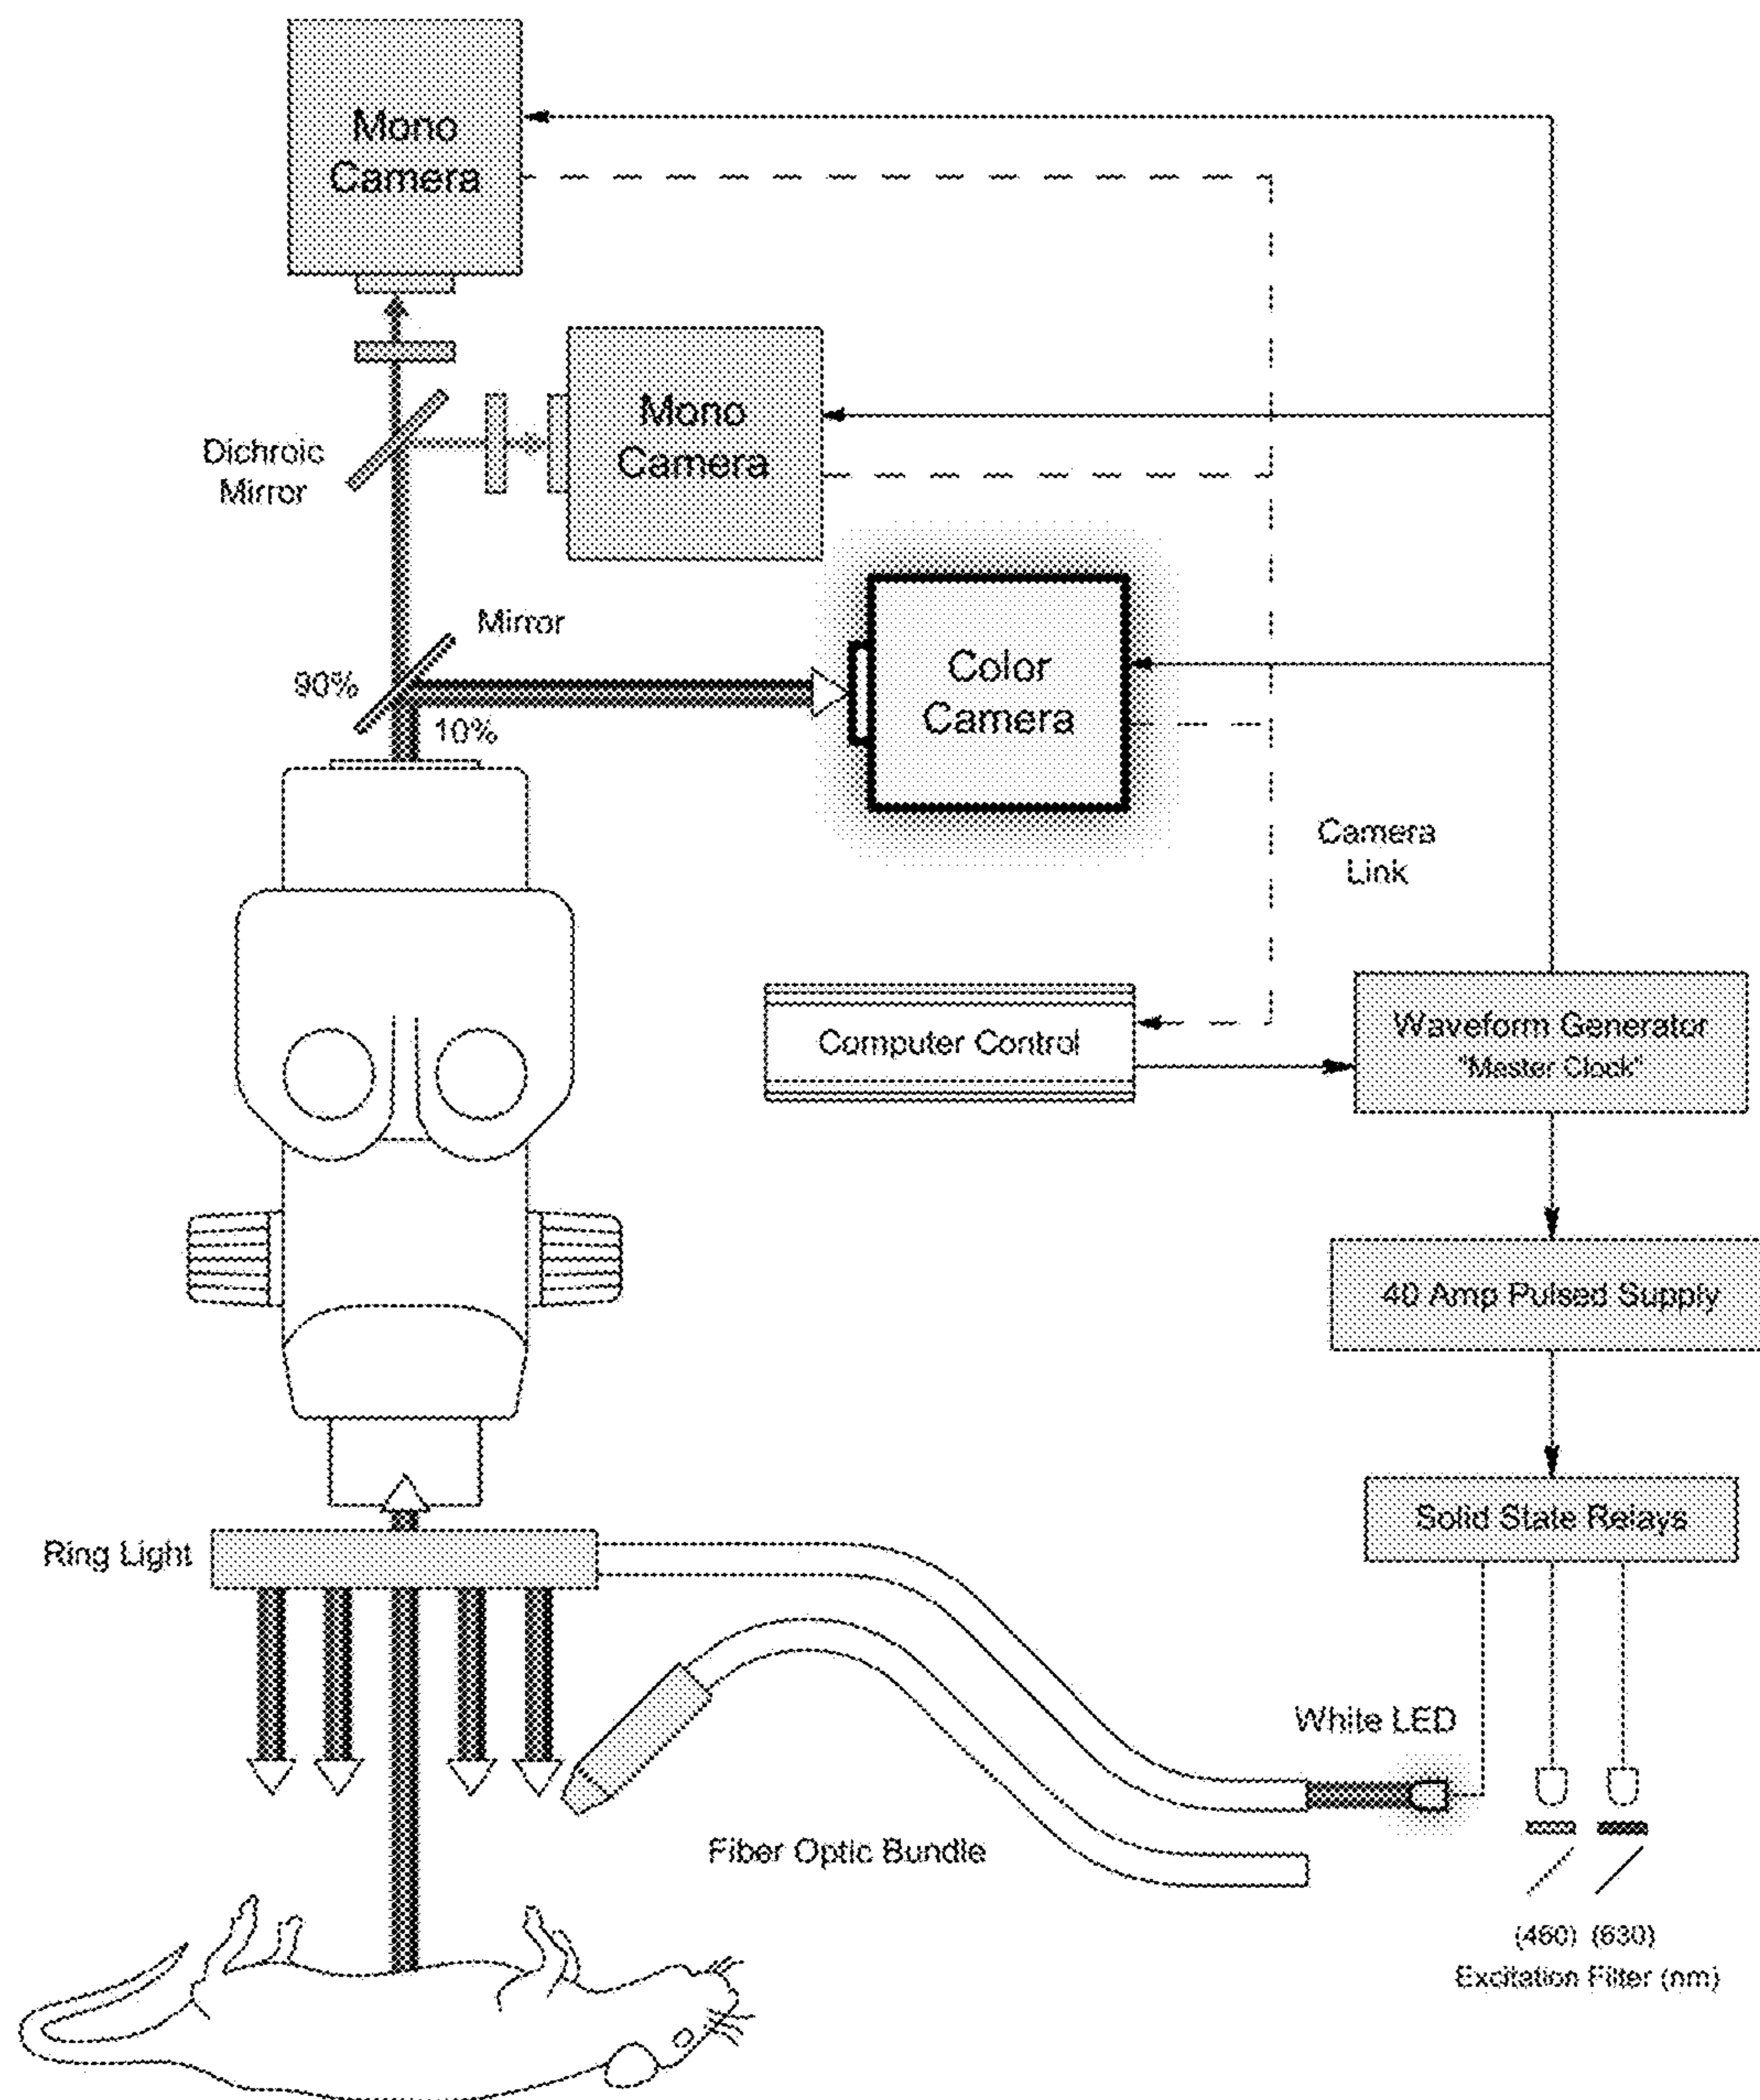 Mono
Camera
Mono
Camera
Dichroic
Mirror
Mirror
90%
10%
Color
Camera
Camera
Link
Computer Control
Waveform Generator
"Master Clock"
40 Amp Pulsed Supply
Solid State Relays
Ring Light
White LED
Fiber Optic Bundle
(460) (630)
Excitation Filter (nm)